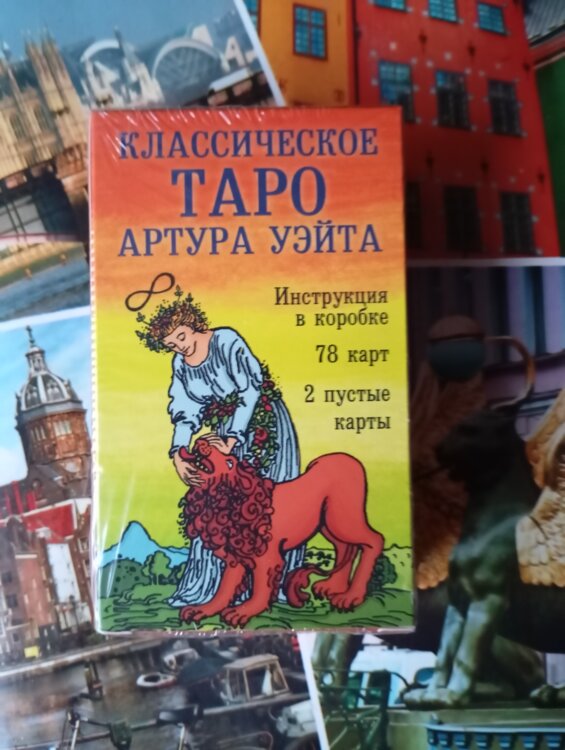 КЛАССИЧЕСКОЕ
ТАРО
АРТУРА УЭЙТА
Инструкция
в коробке
78 карт
2 пустые
карты